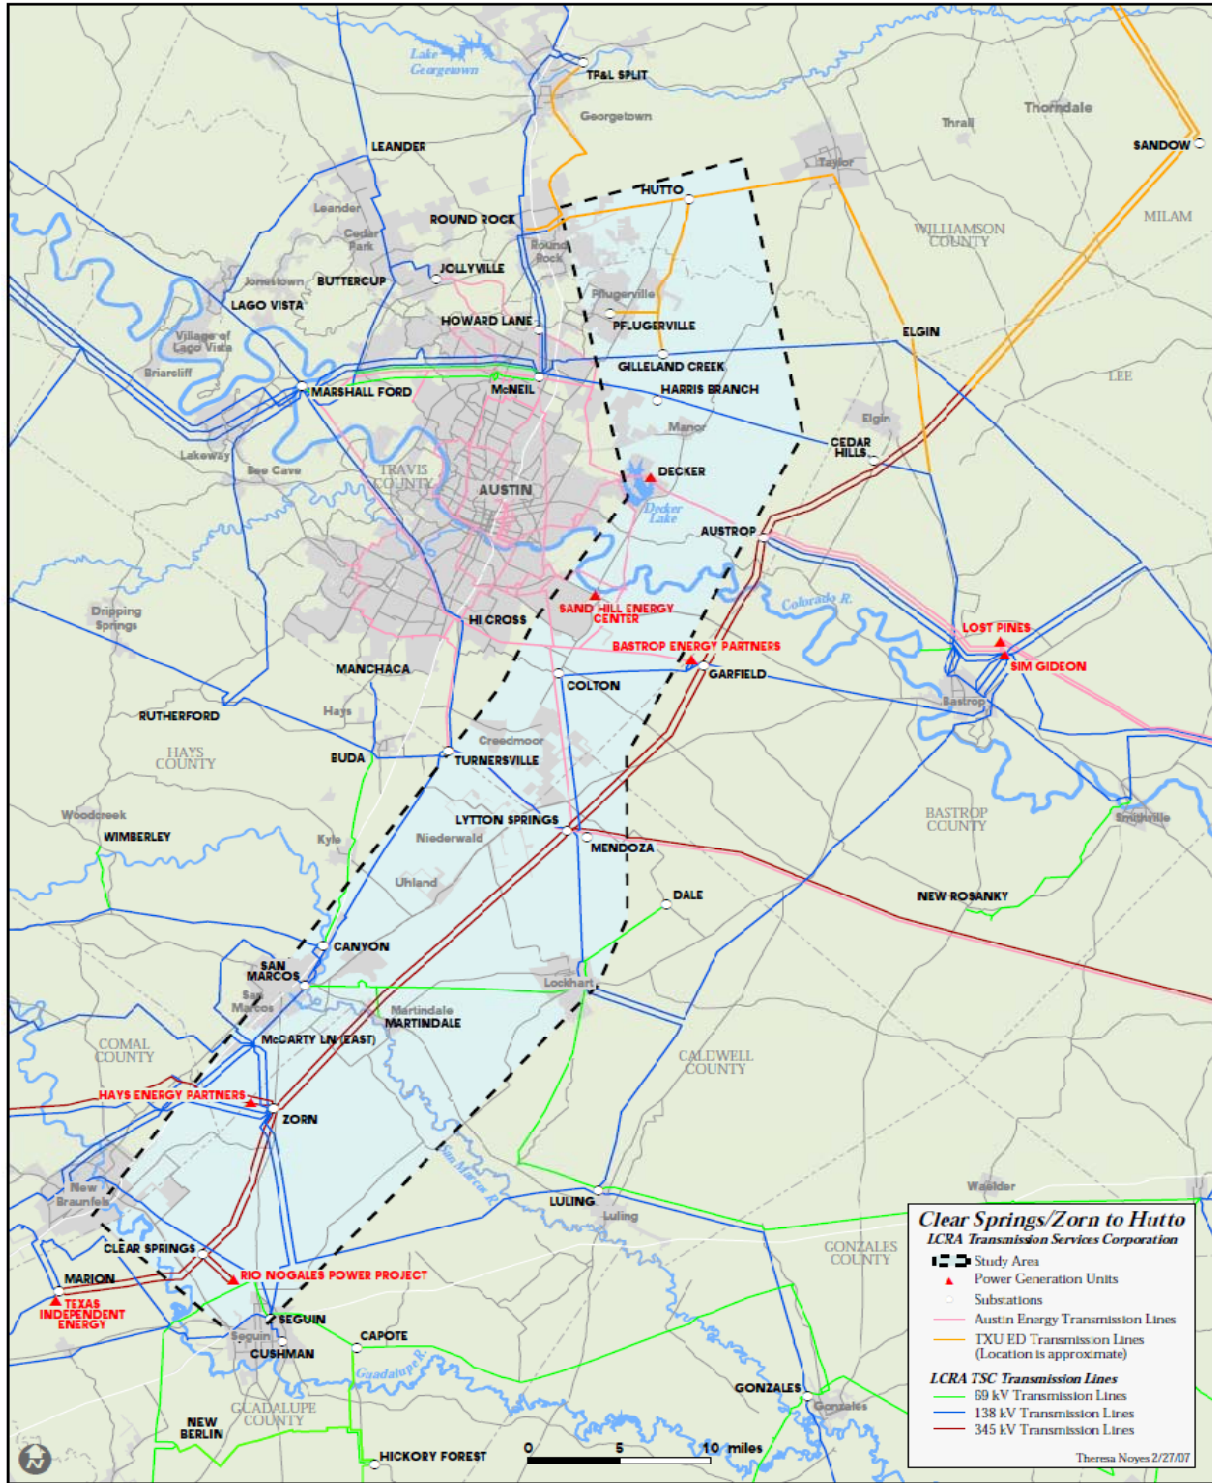 Lake
Georgetown
TP&L SPLIT
Georgetown
Thorndale
Thrall
SANDOW
LEANDER
Taylor
HUTTO
Leander
ROUND ROCK
MILAM
WILLIAMSON
COUNTY
Cedar
Park
Round
Rock
JOLLYVILLE
Jonestown
BUTTERCUP
Pflugerville
LAGO VISTA
HOWARD LANE
PFLUGERVILLE
ELGIN
Village of
Lago Vista
GILLELAND CREEK
Briarcliff
LEE
MARSHALL FORD
McNEIL
HARRIS BRANCH
Elgin
Manor
CEDAR
HILLS
Lakeway
Bee Cave
TRAVIS
COUNTY
DECKER
AUSTIN
Decker
Lake
AUSTROP
Colorado R.
SAND HILL ENERGY
CENTER
Dripping
Springs
HI CROSS
LOST PINES
BASTROP ENERGY PARTNERS
SIM GIDEON
MANCHACA
GARFIELD
COLTON
Bastrop
RUTHERFORD
Hays
Creedmoor
HAYS
COUNTY
BUDA
TURNERSVILLE
Woodcreek
LYTTON SPRINGS
BASTROP
COUNTY
Smithville
WIMBERLEY
Kyle
Niederwald
MENDOZA
Uhland
DALE
NEW ROSANKY
CANYON
SAN
MARCOS
San
Marcos
Lockhart
Martindale
MARTINDALE
COMAL
COUNTY
McCARTY LN (EAST)
CALDWELL
COUNTY
HAYS ENERGY PARTNERS
ZORN
San Marcos R.
New
Braunfels
Waelder
LULING
Luling
CLEAR SPRINGS
GONZALES
COUNTY
MARION
RIO NOGALES POWER PROJECT
TEXAS
INDEPENDENT
ENERGY
SEGUIN
Seguin
CAPOTE
CUSHMAN
Guadalupe R.
GONZALES
Gonzales
NEW
BERLIN
GUADALUPE
COUNTY
HICKORY FOREST
0 5 10 miles
Clear Springs/Zorn to Hutto
LCRA Transmission Services Corporation
Study Area
Power Generation Units
Substations
Austin Energy Transmission Lines
TXU ED Transmission Lines
(Location is approximate)
LCRA TSC Transmission Lines
69 kV Transmission Lines
138 kV Transmission Lines
345 kV Transmission Lines
Theresa Noyes 2/27/07